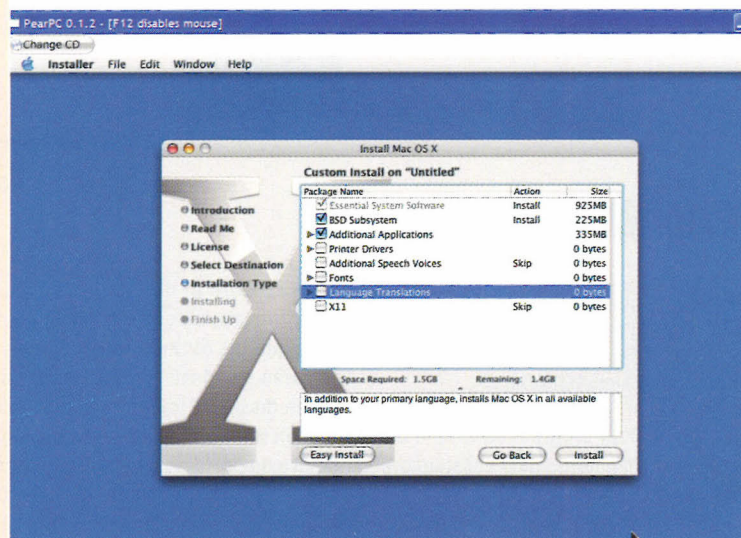 PearPC 0.1.2 - [F12 disables mouse]
Change CD
Installer File Edit Window Help
Install Mac OS X
Custom Install on "Untitled"
Package Name Action Size
Essential System Software Install 925MB
BSD Subsystem Install 225MB
Additional Applications 335MB
Printer Drivers 0 bytes
Additional Speech Voices Skip 0 bytes
Fonts 0 bytes
Language Translations 0 bytes
X11 Skip 0 bytes
Introduction
Read Me
License
Select Destination
Installation Type
Installing
Finish Up
Space Required: 1.5GB Remaining: 1.4GB
In addition to your primary language, installs Mac OS X in all available
languages.
Easy Install Go Back Install